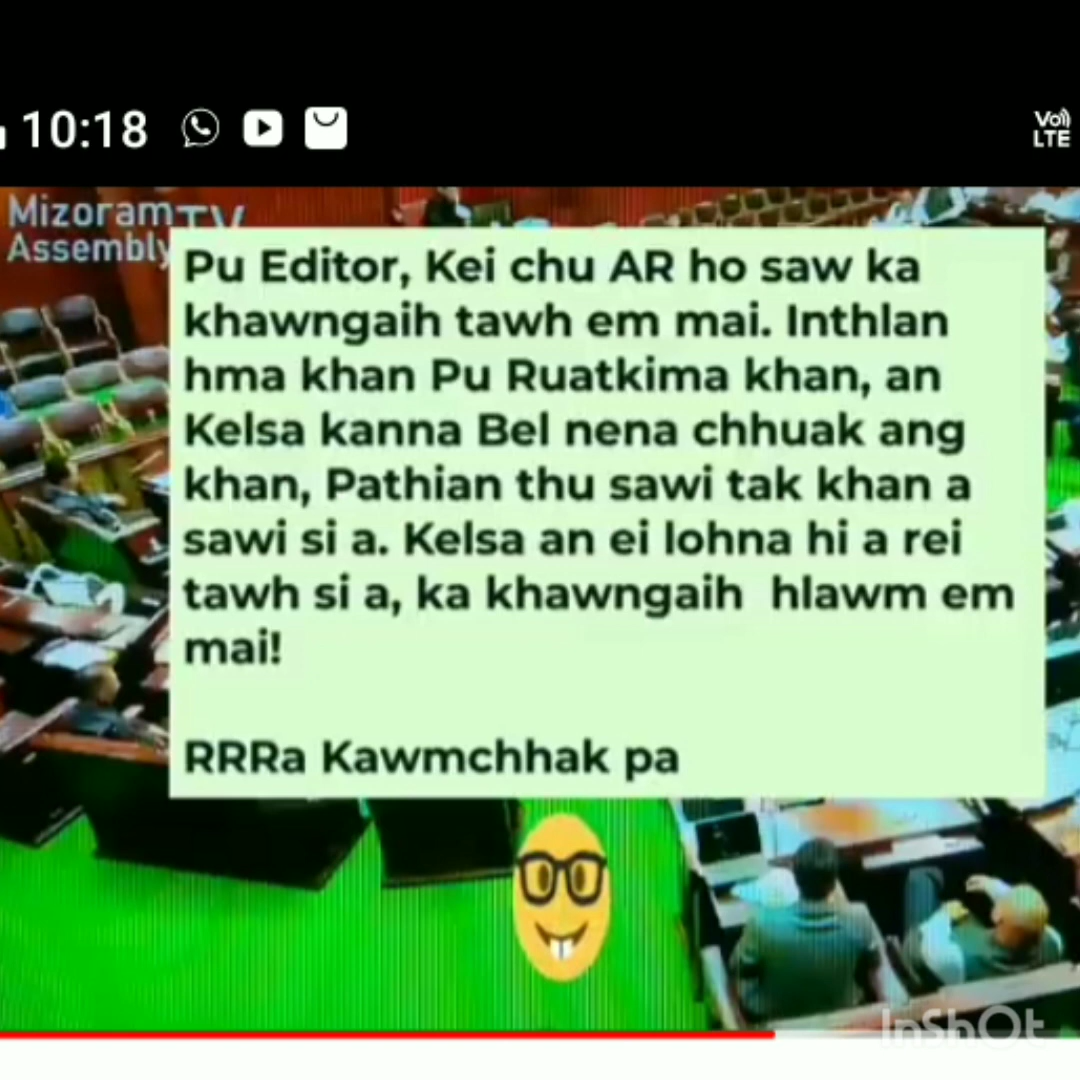 10:18
Vo))
LTE
Mizoram TV
Assembly
Pu Editor, Kei chu AR ho saw ka
khawngaih tawh em mai. Inthlan
hma khan Pu Ruatkima khan, an
Kelsa kanna Bel nena chhuak ang
khan, Pathian thu sawi tak khan a
sawi si a. Kelsa an ei lohna hi a rei
tawh si a, ka khawngaih hlawm em
mai!
RRRa Kawmchhak pa
InShOt